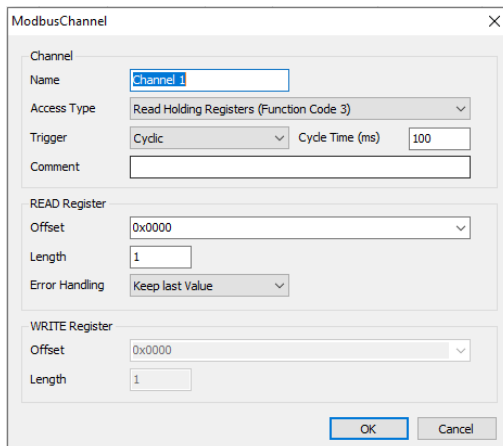 ModbusChannel
Channel
Name Channel 1
Access Type Read Holding Registers (Function Code 3)
Trigger Cyclic Cycle Time (ms) 100
Comment
READ Register
Offset 0x0000
Length 1
Error Handling Keep last Value
WRITE Register
Offset 0x0000
Length 1
OK Cancel